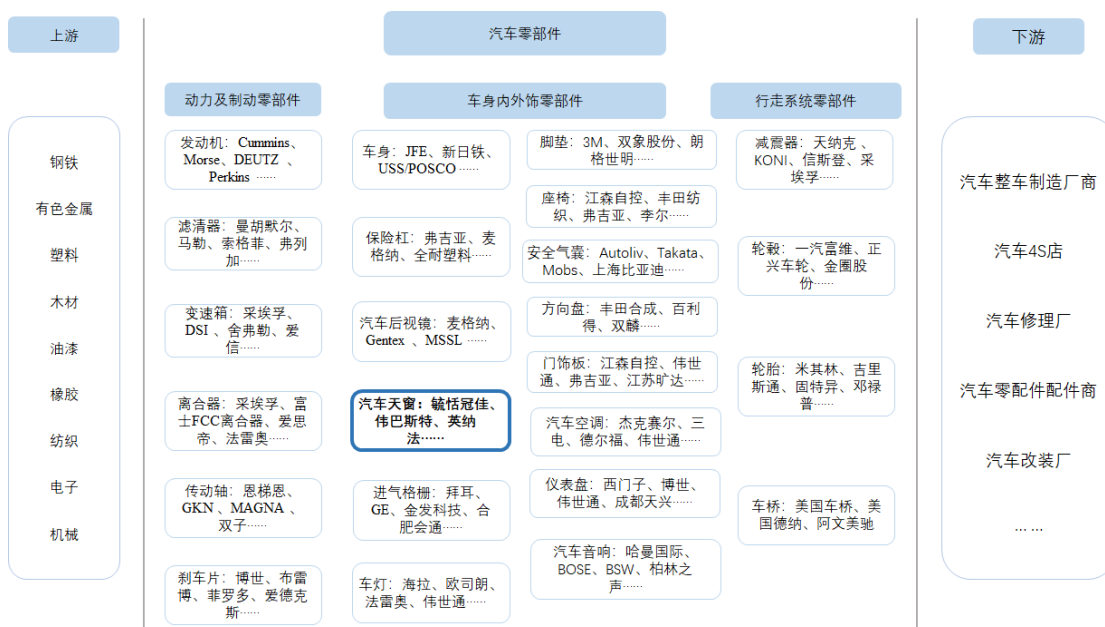 上游
汽车零部件
下游
动力及制动零部件
车身内外饰零部件
行走系统零部件
钢铁
有色金属
塑料
木材
油漆
橡胶
纺织
电子
机械
发动机：Cummins、
Morse、DEUTZ 、
Perkins ……
滤清器：曼胡默尔、
马勒、索格菲、弗列
加……
变速箱：采埃孚、
DSI 、舍弗勒、爱
信……
离合器：采埃孚、富
士FCC离合器、爱思
帝、法雷奥……
传动轴：恩梯恩、
GKN、MAGNA 、
双子……
刹车片：博世、布雷
博、菲罗多、爱德克
斯……
车身：JFE、新日铁、
USS/POSCO ……
保险杠：弗吉亚、麦
格纳、全耐塑料……
汽车后视镜：麦格纳、
Gentex 、MSSL ……
汽车天窗：毓恬冠佳、
伟巴斯特、英纳
法……
进气格栅：拜耳、
GE、金发科技、合
肥会通……
车灯：海拉、欧司朗、
法雷奥、伟世通……
脚垫：3M、双象股份、朗
格世明……
座椅：江森自控、丰田纺
织、弗吉亚、李尔……
安全气囊：Autoliv、Takata、
Mobs、上海比亚迪……
方向盘：丰田合成、百利
得、双麟……
门饰板：江森自控、伟世
通、弗吉亚、江苏旷达……
汽车空调：杰克赛尔、三
电、德尔福、伟世通……
仪表盘：西门子、博世、
伟世通、成都天兴……
汽车音响：哈曼国际、
BOSE、BSW、柏林之
声……
减震器：天纳克 、
KONI、信斯登、采
埃孚……
轮毂：一汽富维、正
兴车轮、金圈股
份……
轮胎：米其林、吉里
斯通、固特异、邓禄
普……
车桥：美国车桥、美
国德纳、阿文美驰
汽车整车制造厂商
汽车4S店
汽车修理厂
汽车零配件配件商
汽车改装厂
… …